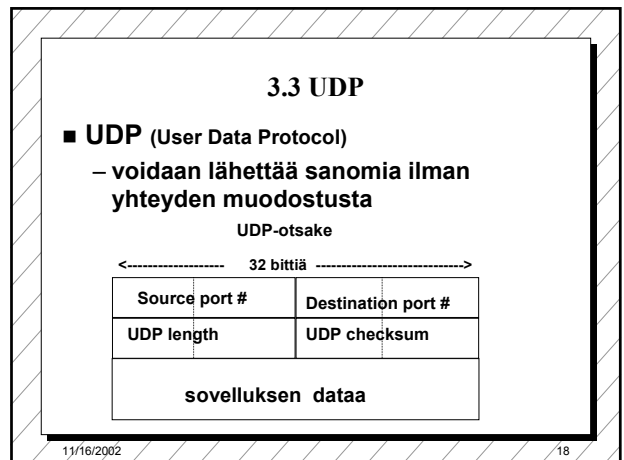 3.3 UDP
■ UDP (User Data Protocol)
– voidaan lähettää sanomia ilman
yhteyden muodostusta
UDP-otsake
<------------------- 32 bittiä ---------------------------->
Source port # Destination port #
UDP length UDP checksum
sovelluksen dataa
11/16/2002 18